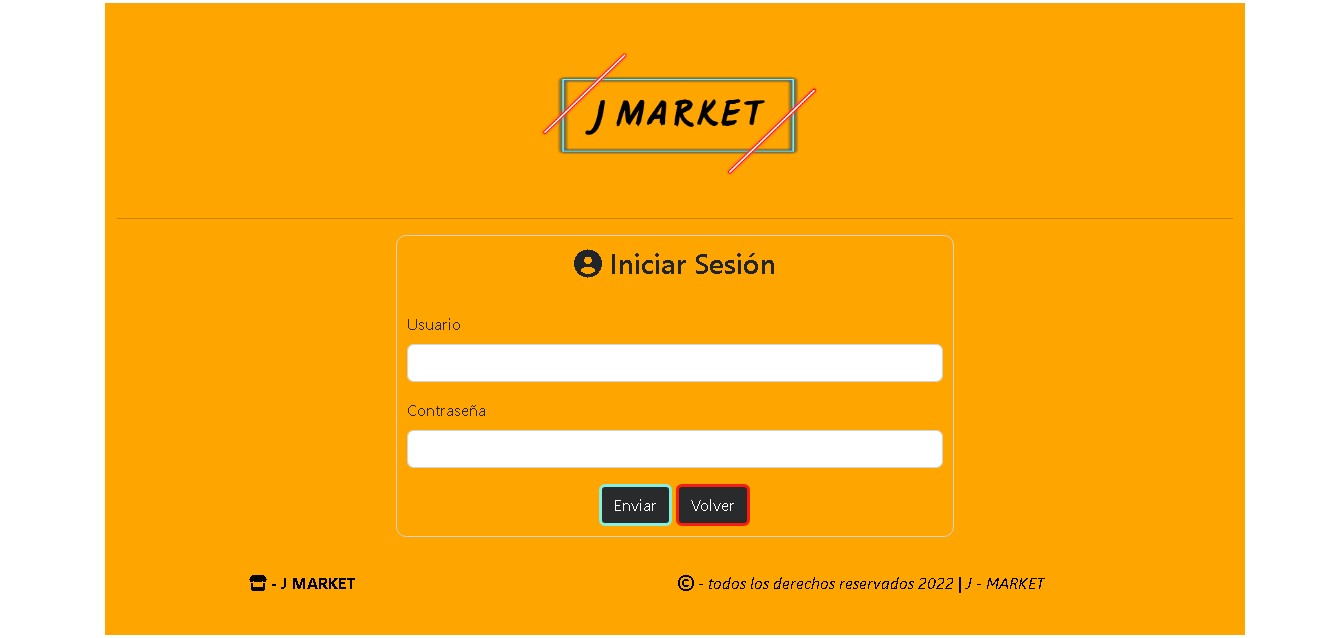 J MARKET
Iniciar Sesión
Usuario
Contraseña
Enviar Volver
- J MARKET
© - todos los derechos reservados 2022 | J - MARKET